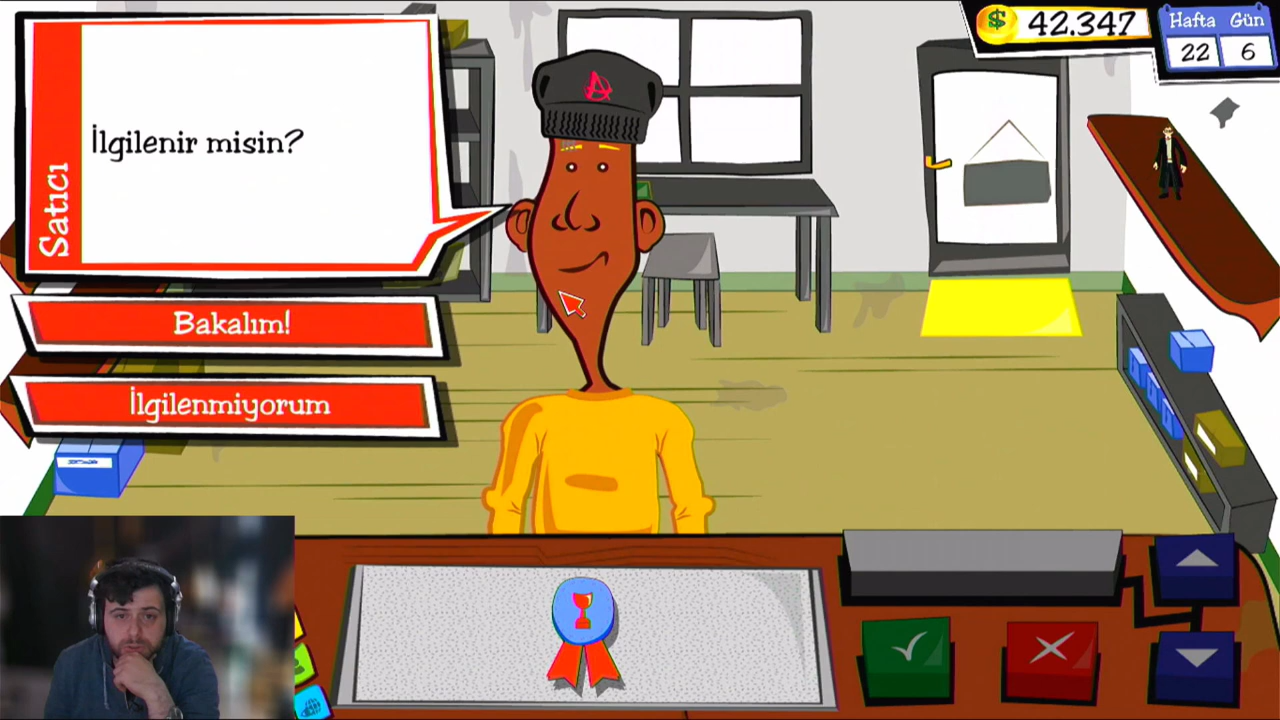 Satıcı
İlgilenir misin?
Bakalım!
İlgilenmiyorum
$ 42.347
Hafta Gün
22 6